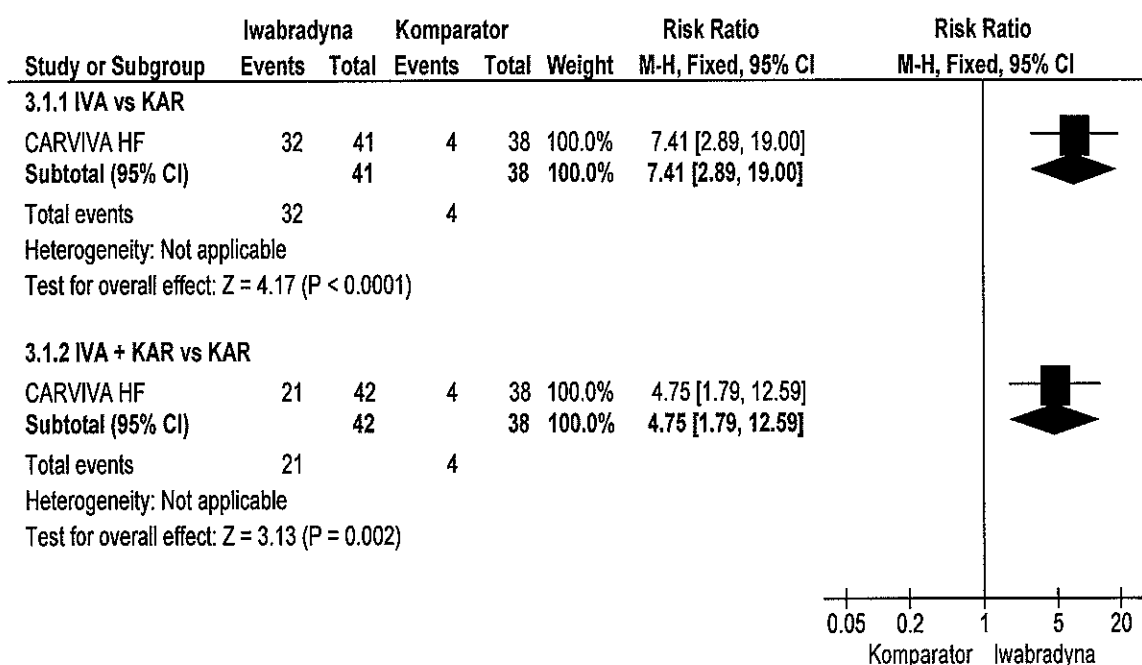 Iwabradyna Komparator Risk Ratio Risk Ratio
Study or Subgroup Events Total Events Total Weight M-H, Fixed, 95% CI M-H, Fixed, 95% CI
3.1.1 IVA vs KAR
CARVIVA HF 32 41 4 38 100.0% 7.41 [2.89, 19.00]
Subtotal (95% CI) 41 38 100.0% 7.41 [2.89, 19.00]
Total events 32 4
Heterogeneity: Not applicable
Test for overall effect: Z = 4.17 (P < 0.0001)
3.1.2 IVA + KAR vs KAR
CARVIVA HF 21 42 4 38 100.0% 4.75 [1.79, 12.59]
Subtotal (95% CI) 42 38 100.0% 4.75 [1.79, 12.59]
Total events 21 4
Heterogeneity: Not applicable
Test for overall effect: Z = 3.13 (P = 0.002)
0.05 0.2 1 5 20
Komparator Iwabradyna